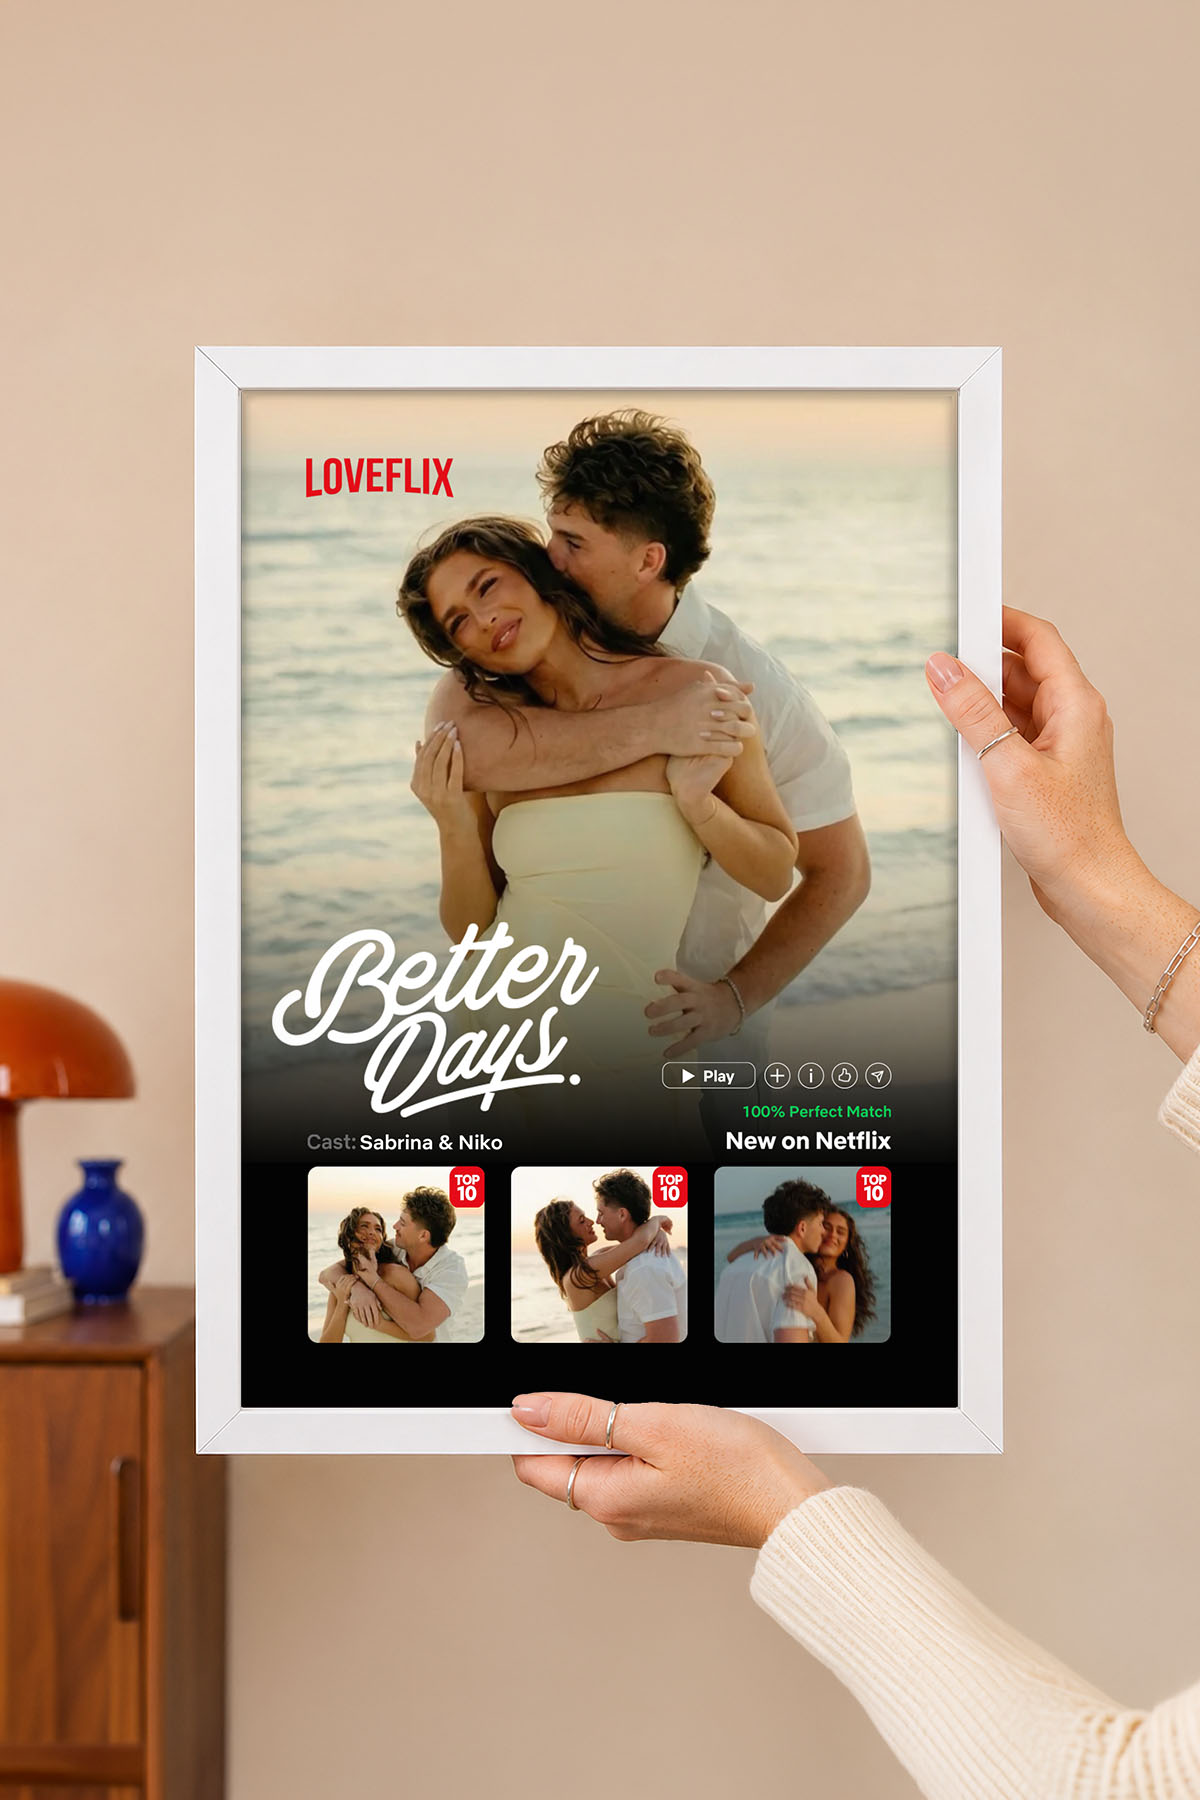 LOVEFLIX
Better
Days.
Play
100% Perfect Match
Cast: Sabrina & Niko
New on Netflix
TOP
10
TOP
10
TOP
10